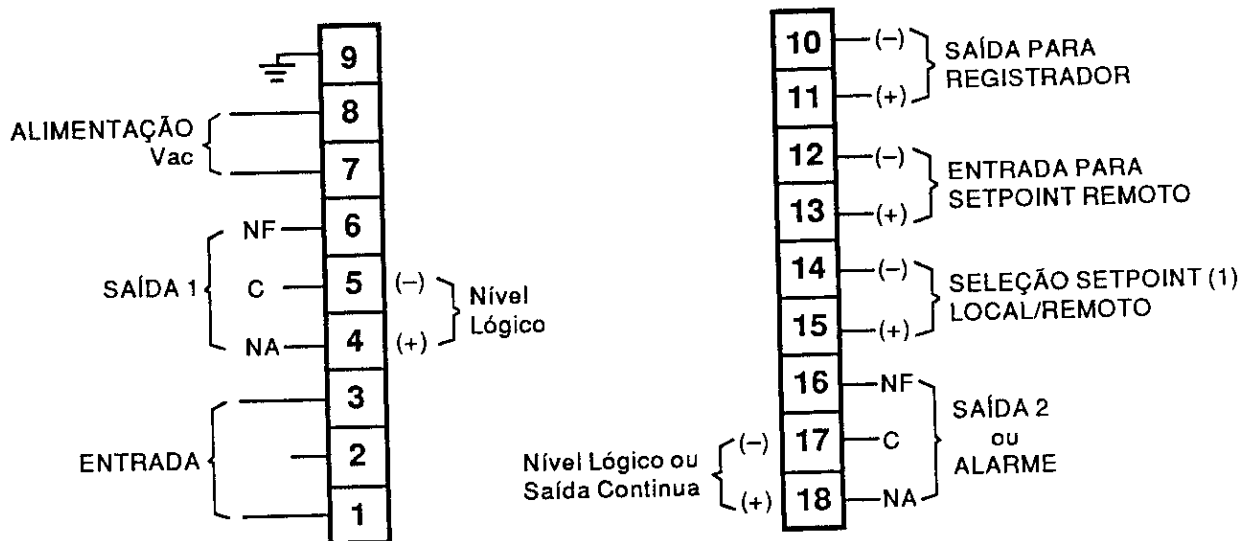 9
8
ALIMENTAÇÃO
Vac
7
NF
6
SAÍDA 1
C
5
(−)
Nível
Lógico
NA
4
(+)
3
ENTRADA
2
1
10
(−)
SAÍDA PARA
REGISTRADOR
11
(+)
12
(−)
ENTRADA PARA
SETPOINT REMOTO
13
(+)
14
(−)
SELEÇÃO SETPOINT (1)
LOCAL/REMOTO
15
(+)
16
NF
SAÍDA 2
ou
ALARME
Nível Lógico ou
Saída Continua
(−)
17
C
(+)
18
NA